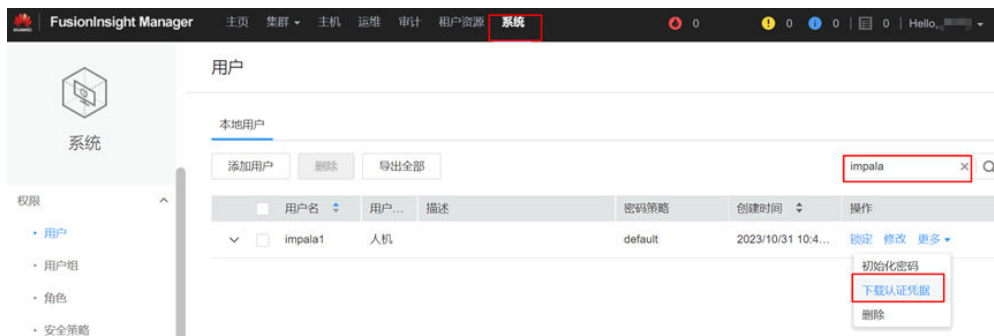 FusionInsight Manager 主页 集群 主机 运维 审计 租户资源 系统 0 0 0 0 Hello,
用户
系统
本地用户
添加用户 删除 导出全部 impala
权限
用户名 用户... 描述 密码策略 创建时间 操作
用户
impala1 人机 default 2023/10/31 10:4... 锁定 修改 更多
用户组
初始化密码
角色
下载认证凭据
安全策略
删除